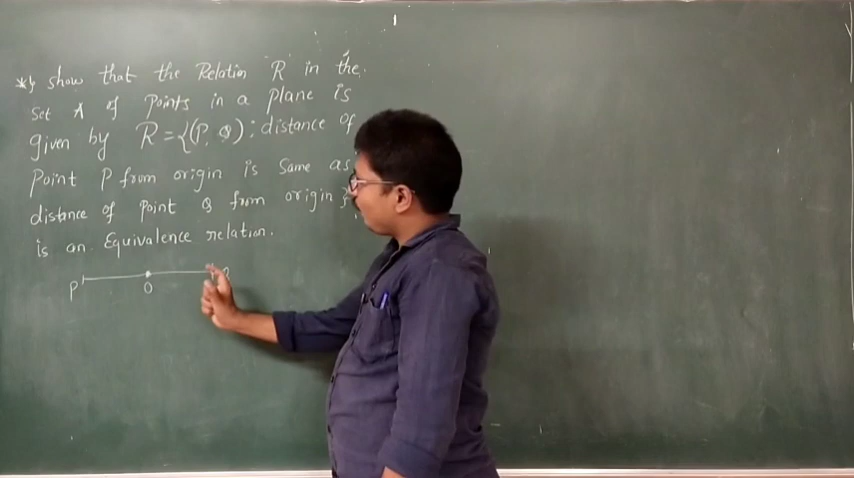 *) show that the Relation R in the
set A of points in a plane is
given by R = {(P, Q) ; distance of
point P from origin is same as
distance of point Q from origin}
is an Equivalence relation.
P O